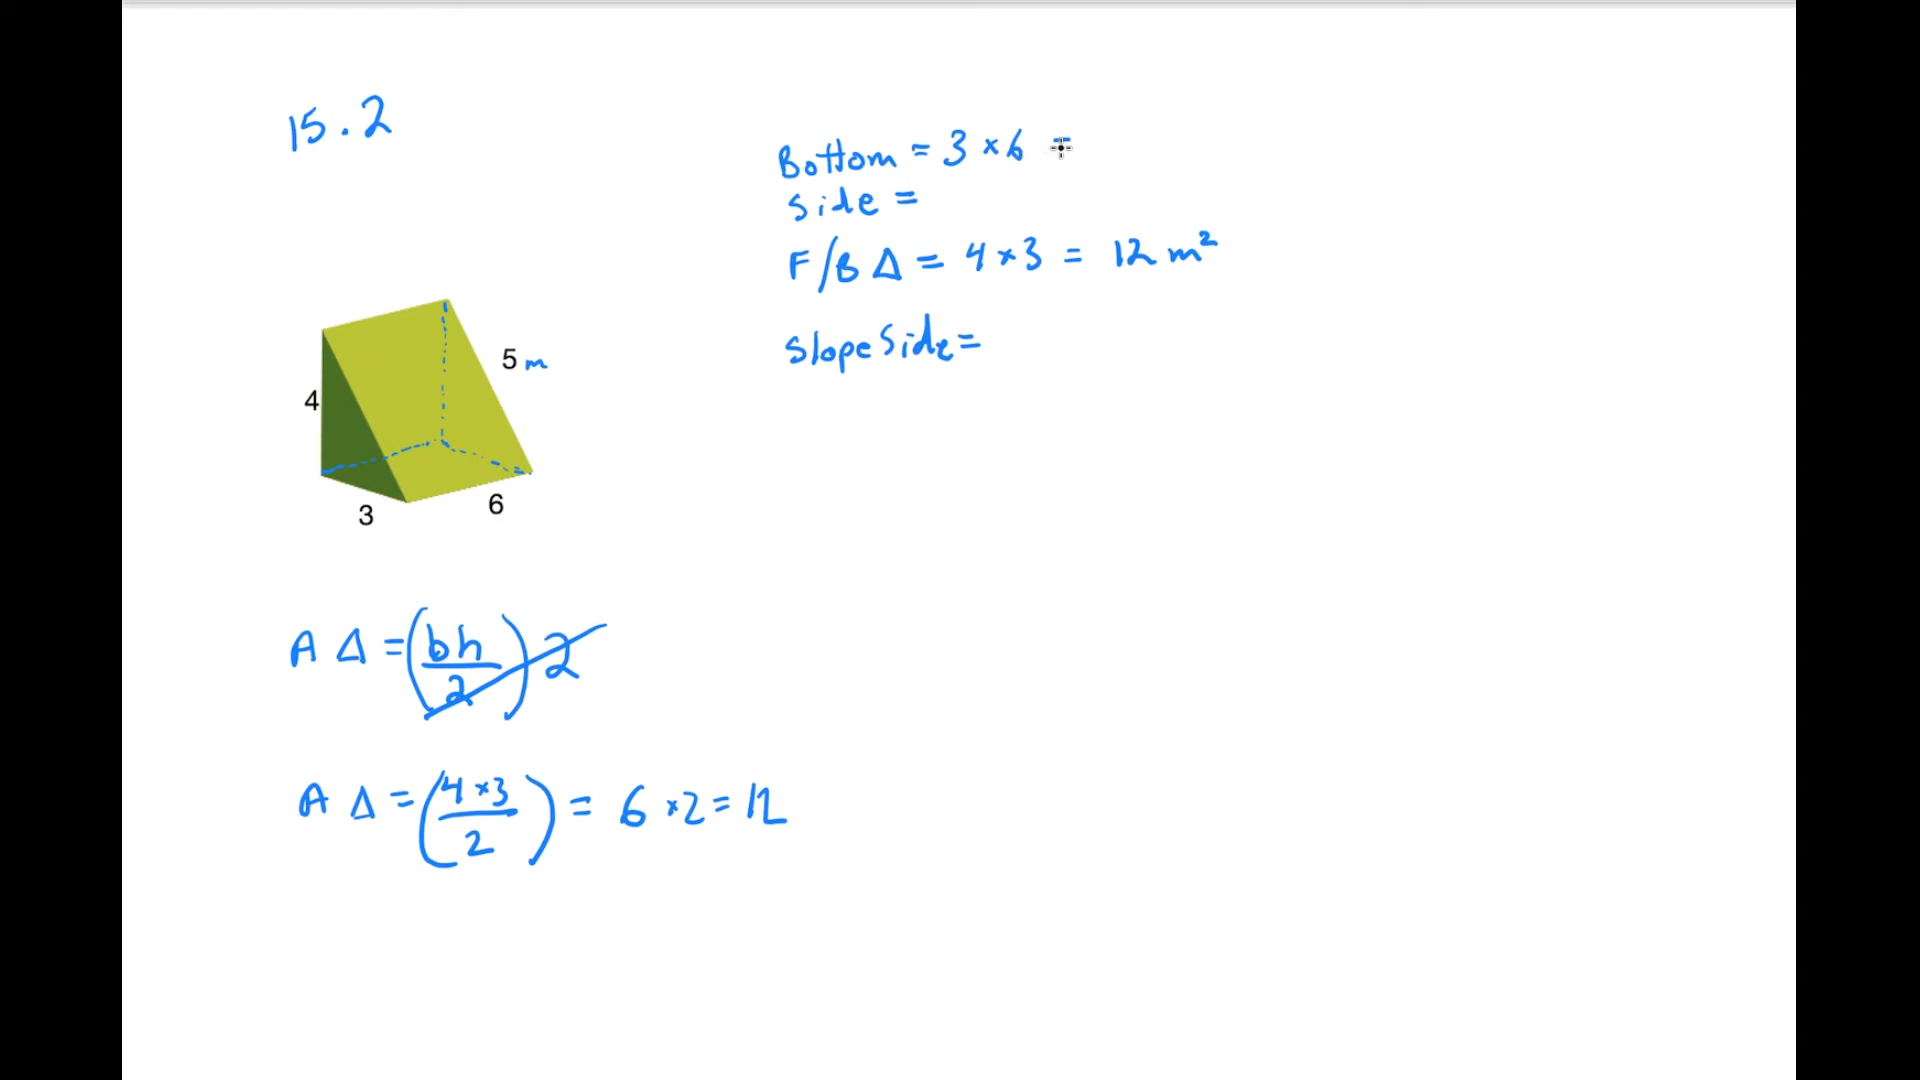 15.2
Bottom = 3 × 6 =
Side =
F/B Δ = 4 × 3 = 12 m²
Slope Side =
5 m
4
6
3
A Δ = (bh/2) 2
A Δ = (4 × 3/2) = 6 × 2 = 12